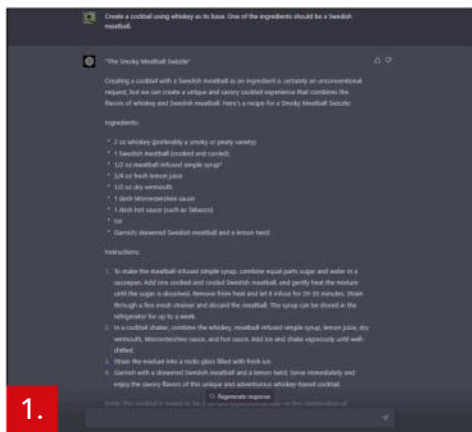 Create a cocktail using whiskey as its base. One of the ingredients should be a Swedish
meatball.
"The Smoky Meatball Swizzle"
Creating a cocktail with a Swedish meatball as an ingredient is certainly an unconventional
request, but we can create a unique and savory cocktail experience that combines the
flavors of whiskey and Swedish meatball. Here's a recipe for a Smoky Meatball Swizzle:
Ingredients:
* 2 oz whiskey (preferably a smoky or peaty variety)
* 1 Swedish meatball (cooked and cooled)
* 1/2 oz meatball-infused simple syrup*
* 3/4 oz fresh lemon juice
* 1/2 oz dry vermouth
* 1 dash Worcestershire sauce
* 1 dash hot sauce (such as Tabasco)
* Ice
* Garnish: skewered Swedish meatball and a lemon twist
Instructions:
1. To make the meatball-infused simple syrup, combine equal parts sugar and water in a
saucepan. Add one cooked and cooled Swedish meatball, and gently heat the mixture
until the sugar is dissolved. Remove from heat and let it infuse for 20-30 minutes. Strain
through a fine-mesh strainer and discard the meatball. The syrup can be stored in the
refrigerator for up to a week.
2. In a cocktail shaker, combine the whiskey, meatball-infused simple syrup, lemon juice, dry
vermouth, Worcestershire sauce, and hot sauce. Add ice and shake vigorously until well-
chilled.
3. Strain the mixture into a rocks glass filled with fresh ice.
4. Garnish with a skewered Swedish meatball and a lemon twist. Serve immediately and
enjoy the savory flavors of this unique and adventurous whiskey-based cocktail.
Regenerate response
1.